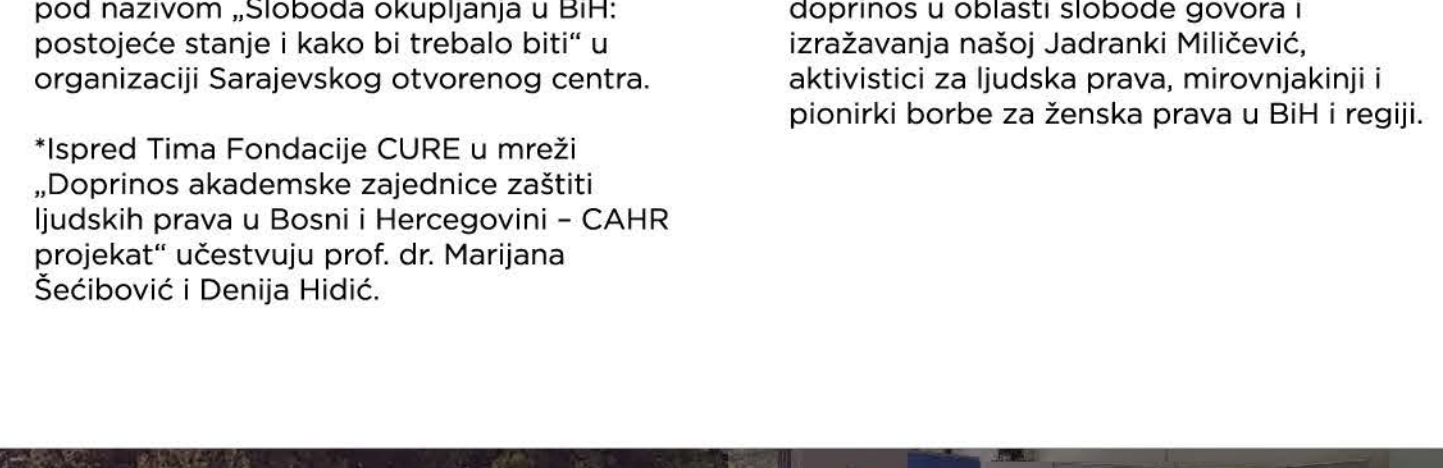 pod nazivom „Sloboda okupljanja u BiH:
postojeće stanje i kako bi trebalo biti“ u
organizaciji Sarajevskog otvorenog centra.
*Ispred Tima Fondacije CURE u mreži
„Doprinos akademske zajednice zaštiti
ljudskih prava u Bosni i Hercegovini – CAHR
projekat“ učestvuju prof. dr. Marijana
Šećibović i Denija Hidić.
doprinos u oblasti slobode govora i
izražavanja našoj Jadranki Miličević,
aktivistici za ljudska prava, mirovnjakinji i
pionirki borbe za ženska prava u BiH i regiji.